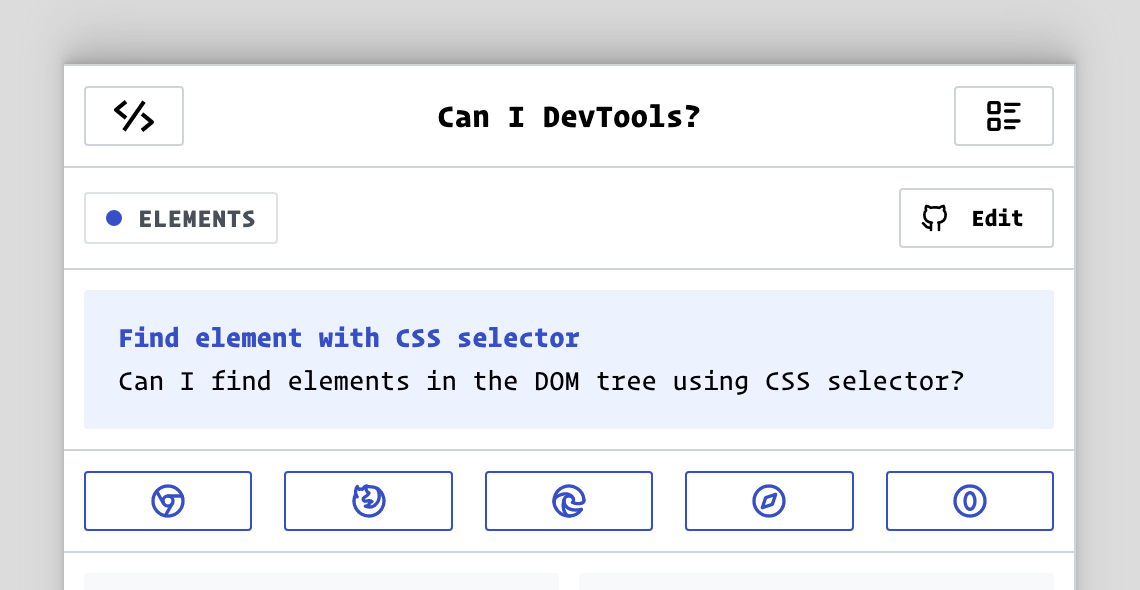 Can I DevTools?
ELEMENTS
Edit
Find element with CSS selector
Can I find elements in the DOM tree using CSS selector?